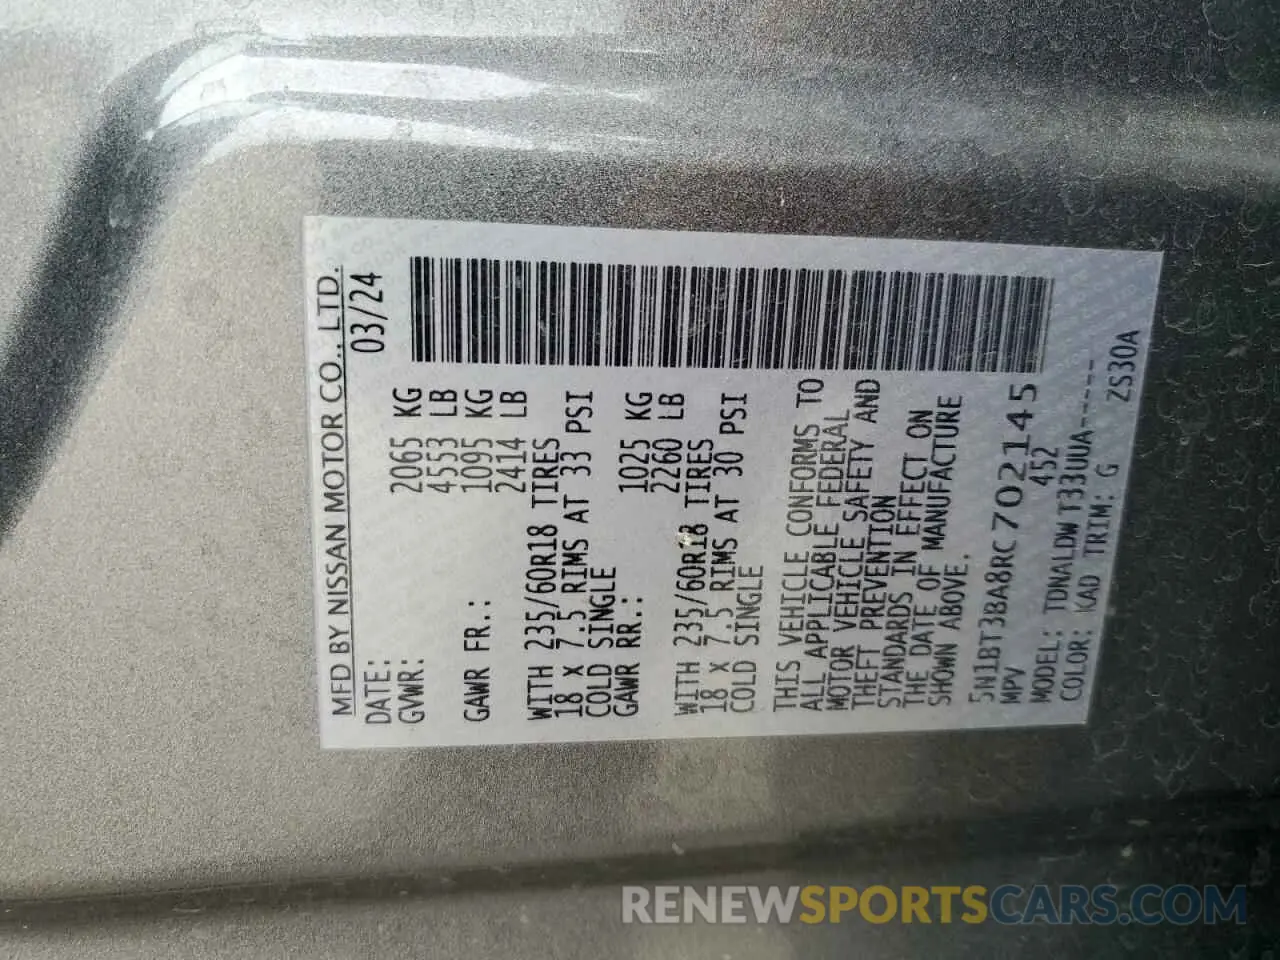 MFD BY NISSAN MOTOR CO., LTD.
DATE: 03/24
GVWR: 2065 KG
4553 LB
GAWR FR.: 1095 KG
2414 LB
WITH 235/60R18 TIRES
18 X 7.5 RIMS AT 33 PSI
COLD SINGLE
GAWR RR.: 1025 KG
2260 LB
WITH 235/60R18 TIRES
18 X 7.5 RIMS AT 30 PSI
COLD SINGLE
THIS VEHICLE CONFORMS TO
ALL APPLICABLE FEDERAL
MOTOR VEHICLE SAFETY AND
THEFT PREVENTION
STANDARDS IN EFFECT ON
THE DATE OF MANUFACTURE
SHOWN ABOVE.
5N1BT3BA8RC702145
MPV 452
MODEL: TDNALDWT33UUA-----
COLOR: KAD TRIM: G ZS30A
RENEWSPORTSCARS.COM